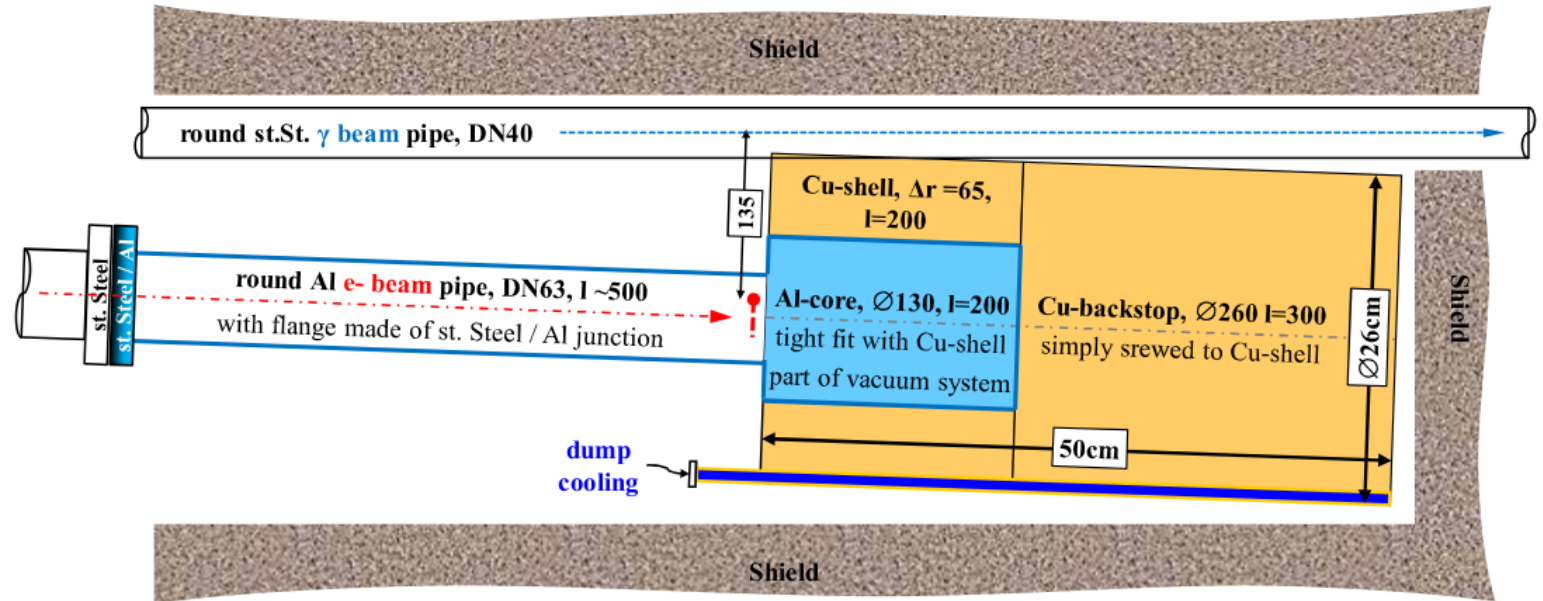 Shield
round st.St. γ beam pipe, DN40
135
Cu-shell, Δr =65,
l=200
st. Steel
st. Steel / Al
round Al e- beam pipe, DN63, l ~500
with flange made of st. Steel / Al junction
Al-core, ∅130, l=200
tight fit with Cu-shell
part of vacuum system
Cu-backstop, ∅260 l=300
simply srewed to Cu-shell
∅26cm
Shield
50cm
dump
cooling
Shield